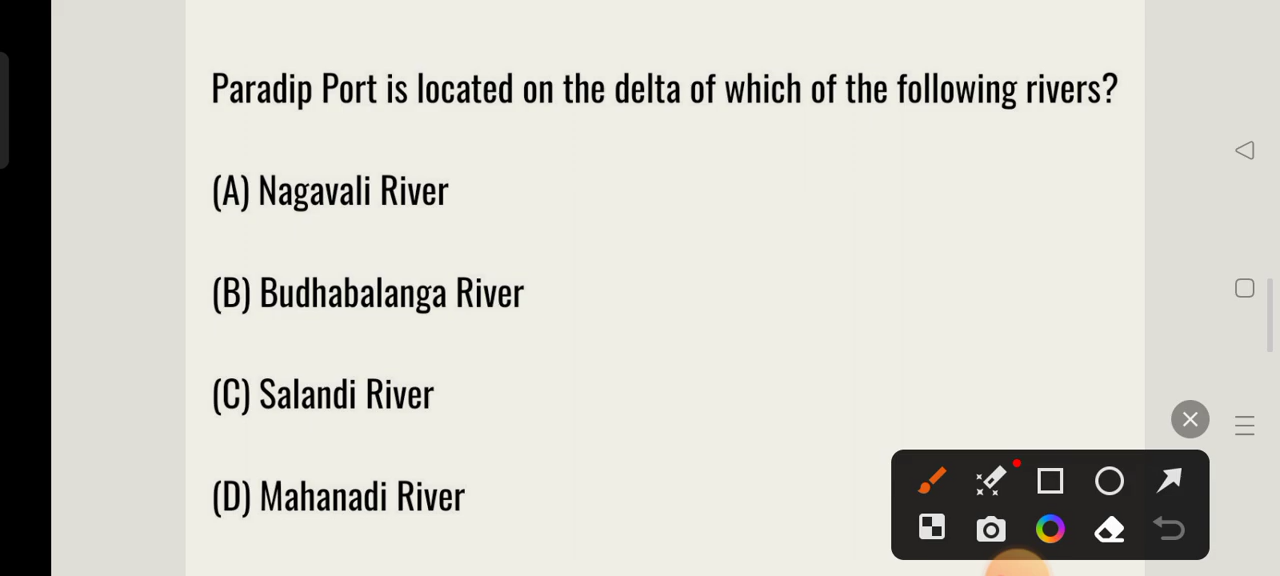 Paradip Port is located on the delta of which of the following rivers?
(A) Nagavali River
(B) Budhabalanga River
(C) Salandi River
(D) Mahanadi River